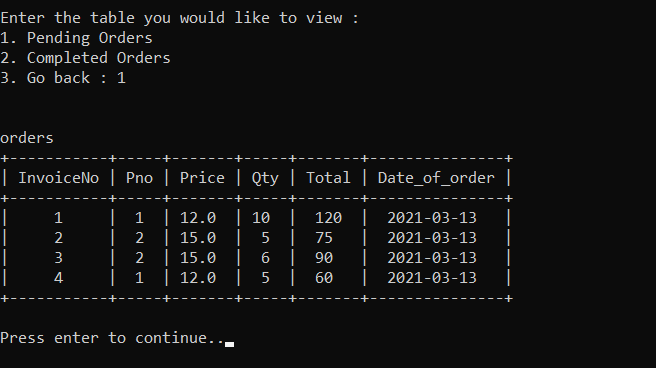 Enter the table you would like to view :
1. Pending Orders
2. Completed Orders
3. Go back : 1
orders
+-----------+-----+-------+-----+-------+---------------+
| InvoiceNo | Pno | Price | Qty | Total | Date_of_order |
+-----------+-----+-------+-----+-------+---------------+
|     1     |  1  | 12.0  | 10  |  120  |  2021-03-13   |
|     2     |  2  | 15.0  |  5  |  75   |  2021-03-13   |
|     3     |  2  | 15.0  |  6  |  90   |  2021-03-13   |
|     4     |  1  | 12.0  |  5  |  60   |  2021-03-13   |
+-----------+-----+-------+-----+-------+---------------+
Press enter to continue..